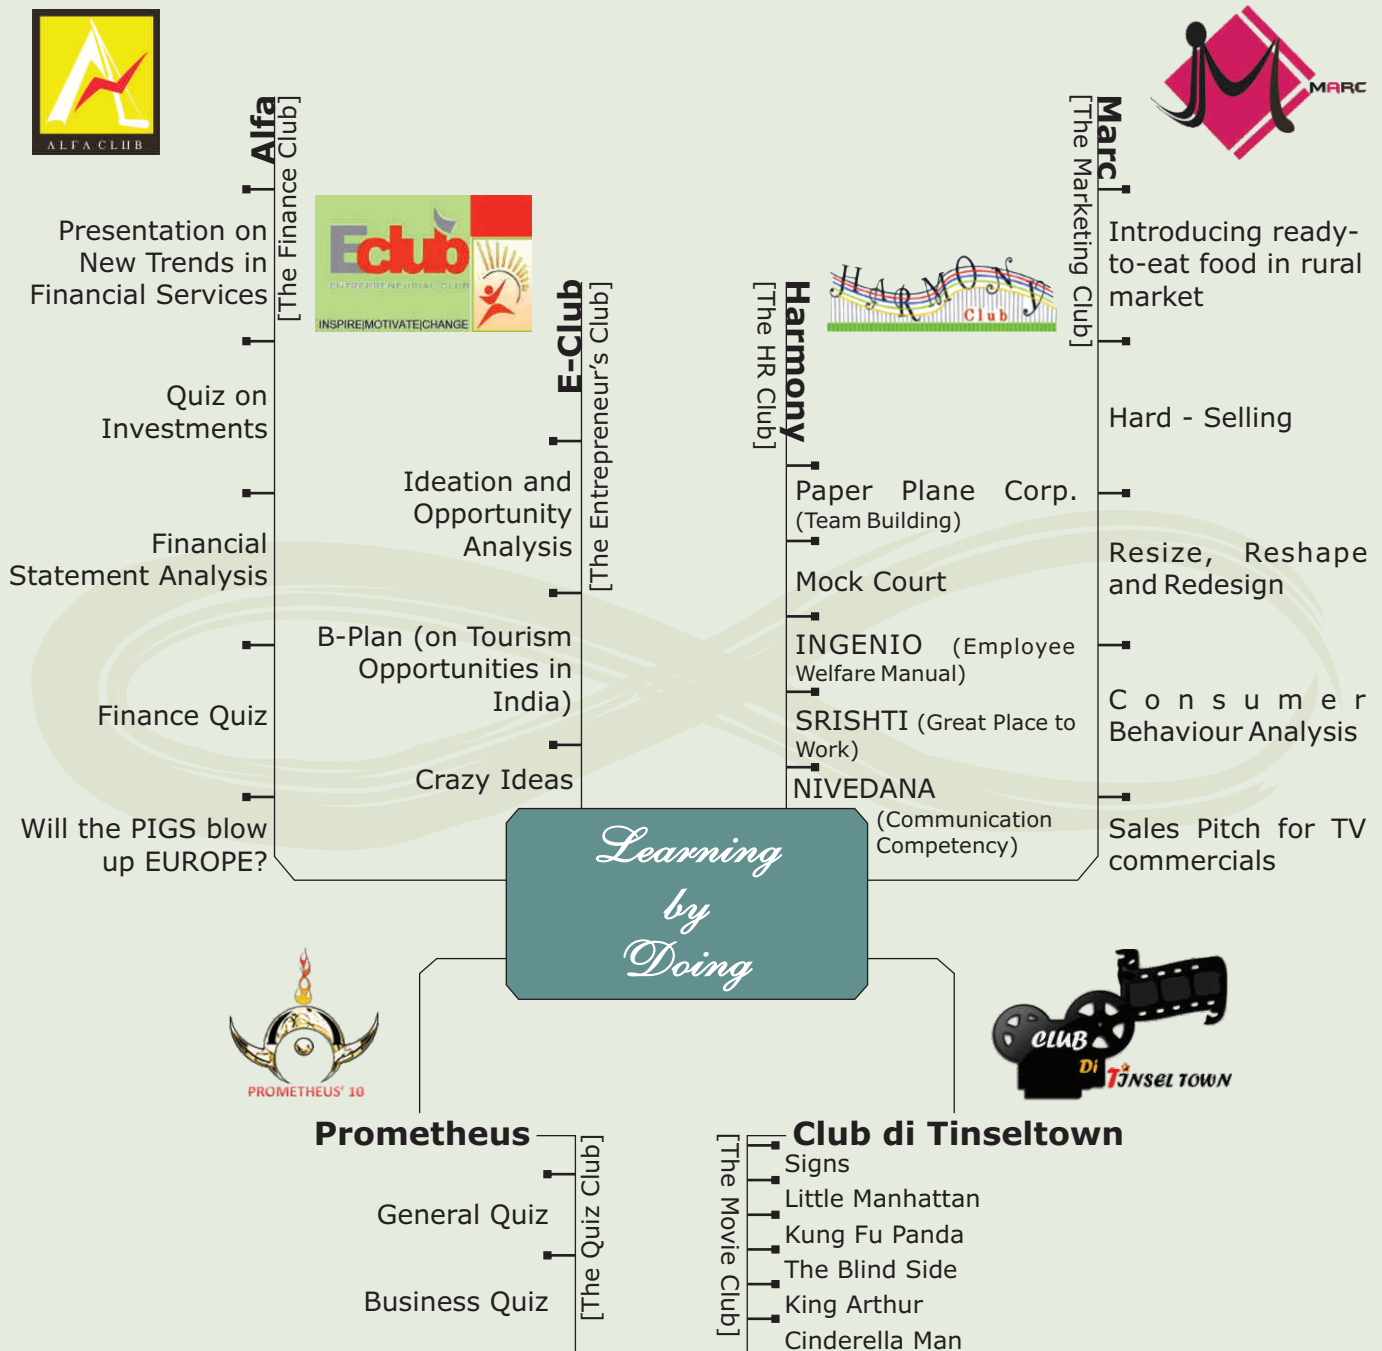 ALFA CLUB
Alfa
[The Finance Club]
Presentation on
New Trends in
Financial Services
Quiz on
Investments
Financial
Statement Analysis
Finance Quiz
Will the PIGS blow
up EUROPE?
Eclub
ENTREPRENEURIAL CLUB
INSPIRE|MOTIVATE|CHANGE
E-Club
[The Entrepreneur's Club]
Ideation and
Opportunity
Analysis
B-Plan (on Tourism
Opportunities in
India)
Crazy Ideas
HARMONY
Club
Harmony
[The HR Club]
Paper Plane Corp.
(Team Building)
Mock Court
INGENIO (Employee
Welfare Manual)
SRISHTI (Great Place to
Work)
NIVEDANA
(Communication
Competency)
MARC
Marc
[The Marketing Club]
Introducing ready-
to-eat food in rural
market
Hard - Selling
Resize, Reshape
and Redesign
Consumer
Behaviour Analysis
Sales Pitch for TV
commercials
Learning
by
Doing
PROMETHEUS' 10
Prometheus
[The Quiz Club]
General Quiz
Business Quiz
CLUB
Di
TINSEL TOWN
Club di Tinseltown
[The Movie Club]
Signs
Little Manhattan
Kung Fu Panda
The Blind Side
King Arthur
Cinderella Man